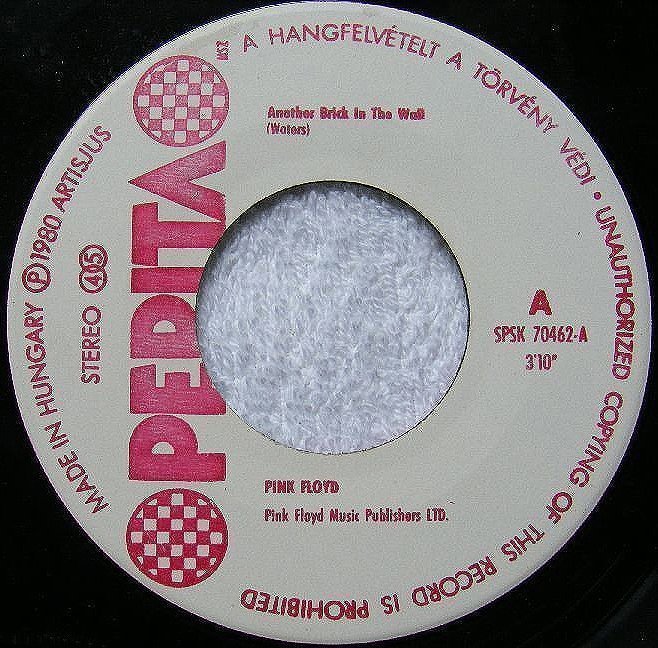 MSZ A HANGFELVÉTELT A TÖRVÉNY VÉDI • UNAUTHORIZED COPYING OF THIS RECORD IS PROHIBITED
MADE IN HUNGARY Ⓟ 1980 ARTISJUS
STEREO 405
PEPITA
Another Brick In The Wall
(Waters)
A
SPSK 70462-A
3'10"
PINK FLOYD
Pink Floyd Music Publishers LTD.